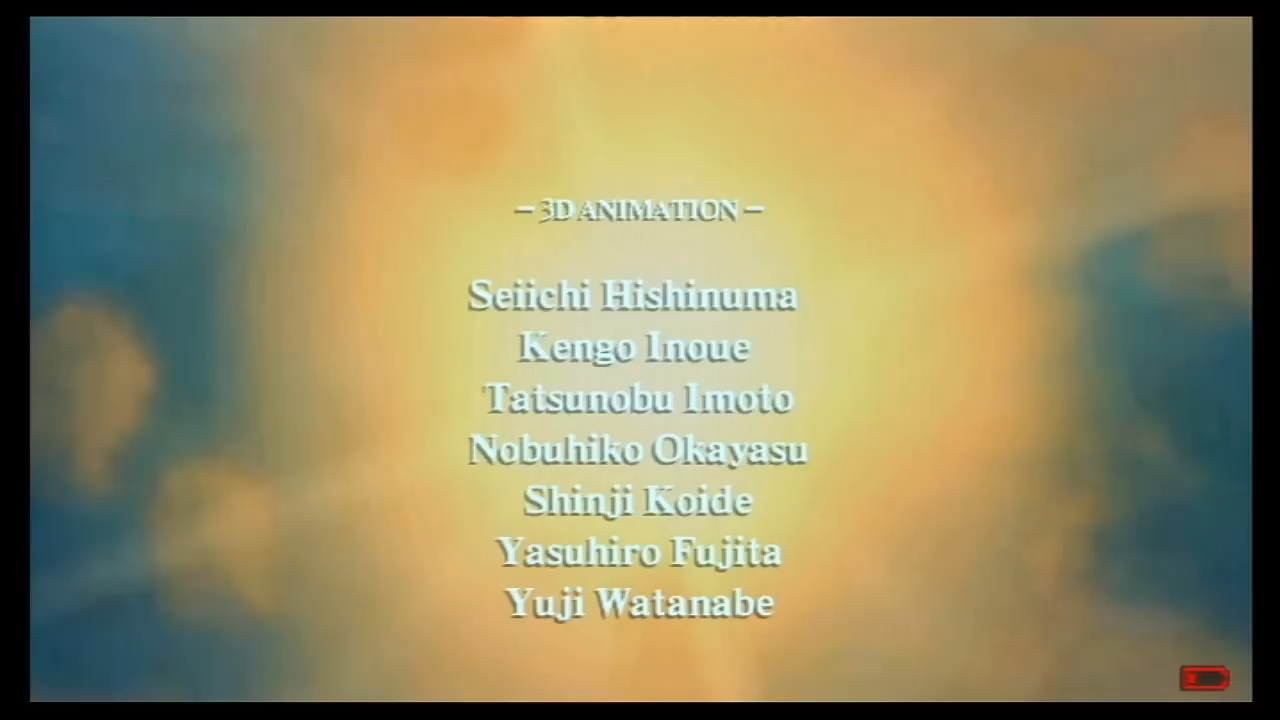 – 3D ANIMATION –
Seiichi Hishinuma
Kengo Inoue
Tatsunobu Imoto
Nobuhiko Okayasu
Shinji Koide
Yasuhiro Fujita
Yuji Watanabe